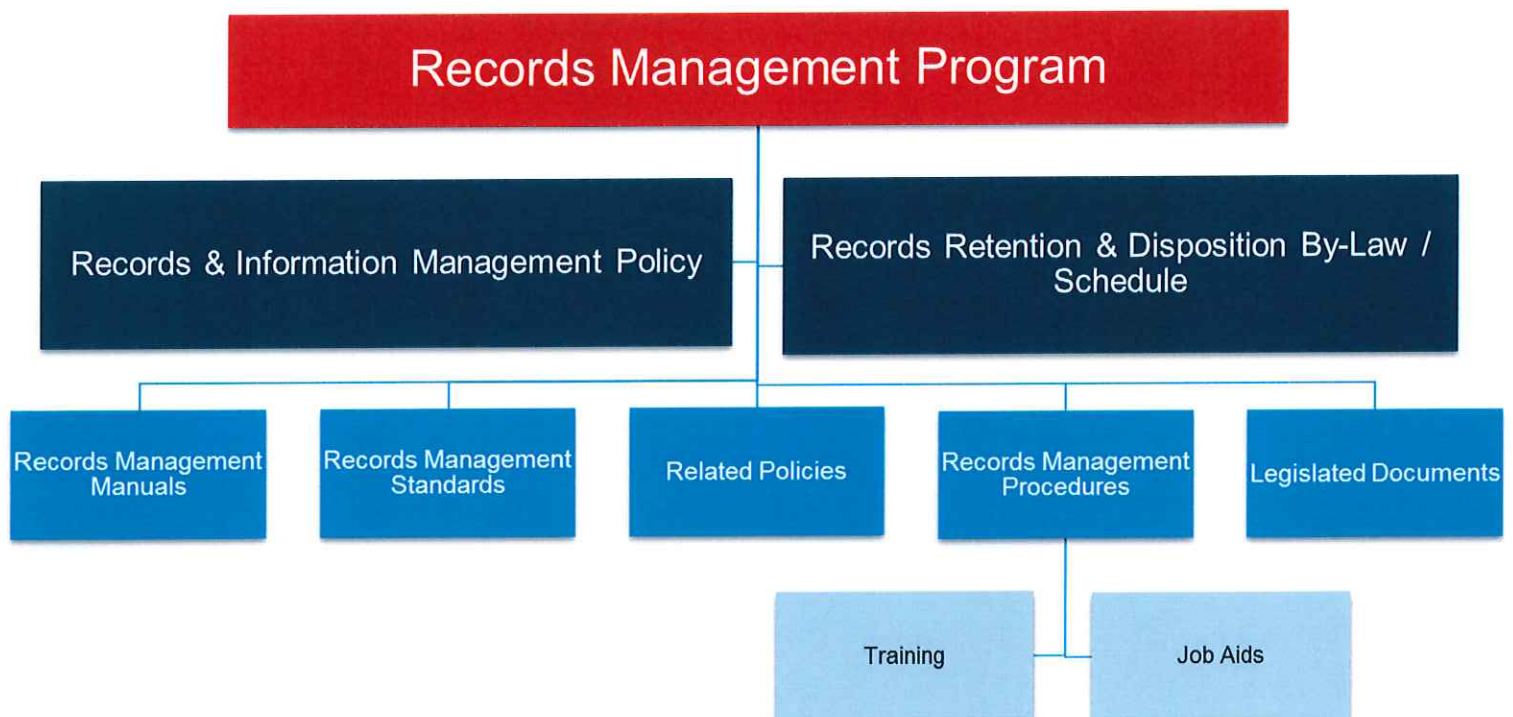 Records Management Program
Records & Information Management Policy
Records Retention & Disposition By-Law /
Schedule
Records Management
Manuals
Records Management
Standards
Related Policies
Records Management
Procedures
Legislated Documents
Training
Job Aids